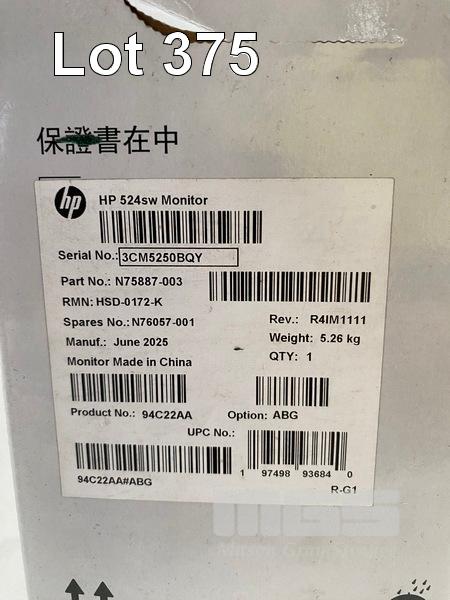 Lot 375
保證書在中
hp
HP 524sw Monitor
Serial No.: 3CM5250BQY
Part No.: N75887-003
RMN: HSD-0172-K
Spares No.: N76057-001
Rev.: R4IM1111
Manuf.: June 2025
Weight: 5.26 kg
Monitor Made in China
QTY: 1
Product No.: 94C22AA
Option: ABG
UPC No.:
1 97498 93684 0
94C22AA#ABG
R-G1
MGS